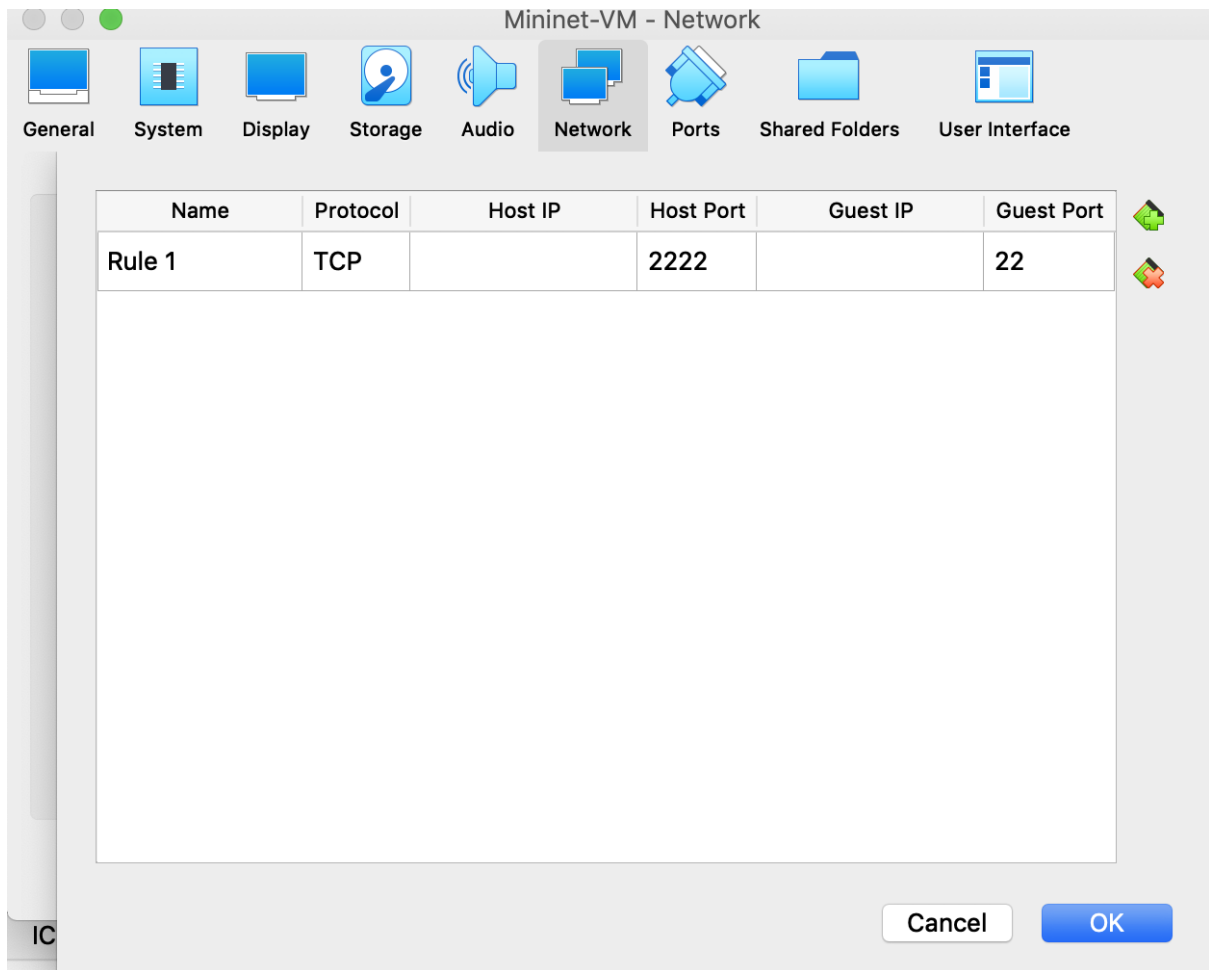 Mininet-VM - Network
General System Display Storage Audio Network Ports Shared Folders User Interface
Name Protocol Host IP Host Port Guest IP Guest Port
Rule 1 TCP 2222 22
Cancel OK
IC